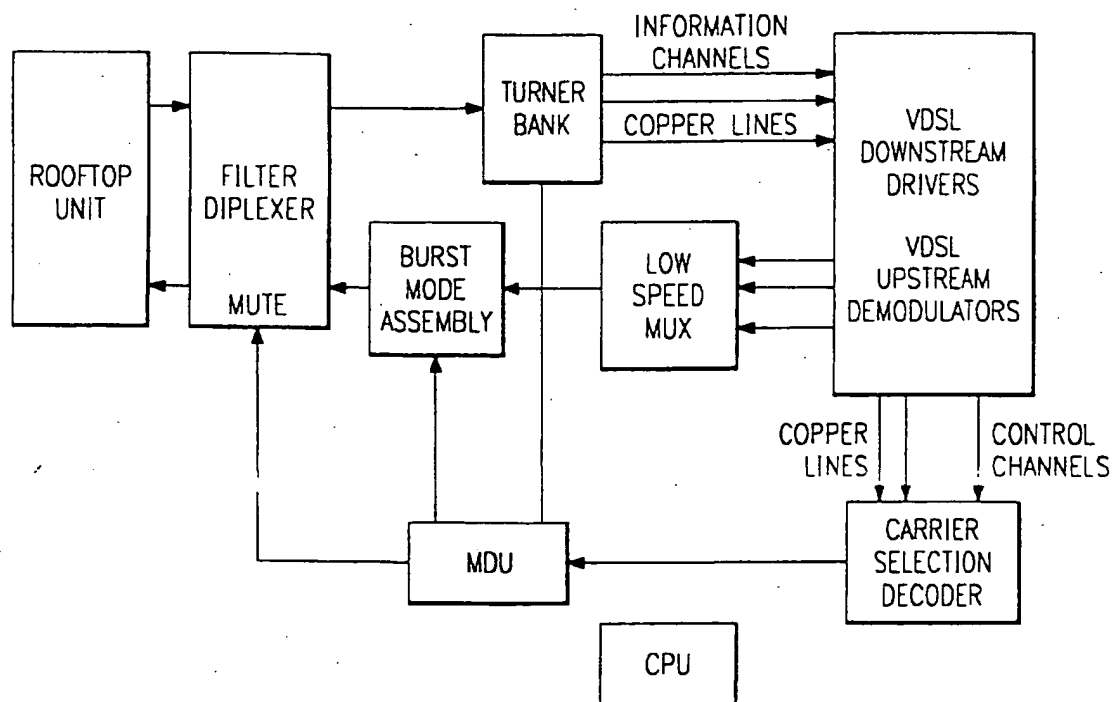 INFORMATION
CHANNELS
TURNER
BANK
COPPER LINES
ROOFTOP
UNIT
FILTER
DIPLEXER
MUTE
VDSL
DOWNSTREAM
DRIVERS
BURST
MODE
ASSEMBLY
LOW
SPEED
MUX
VDSL
UPSTREAM
DEMODULATORS
COPPER
LINES
CONTROL
CHANNELS
MDU
CARRIER
SELECTION
DECODER
CPU